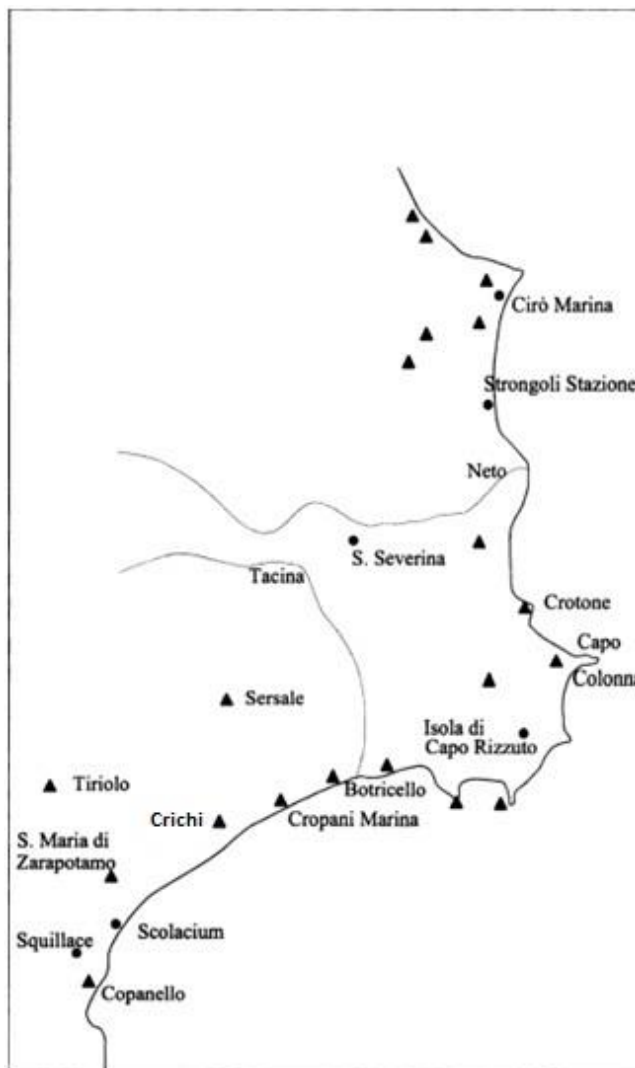 Cirò Marina
Strongoli Stazione
Neto
S. Severina
Tacina
Crotone
Capo
Colonna
Sersale
Isola di
Capo Rizzuto
Tiriolo
Botricello
Cropani Marina
Crichi
S. Maria di
Zarapotamo
Scolacium
Squillace
Copanello